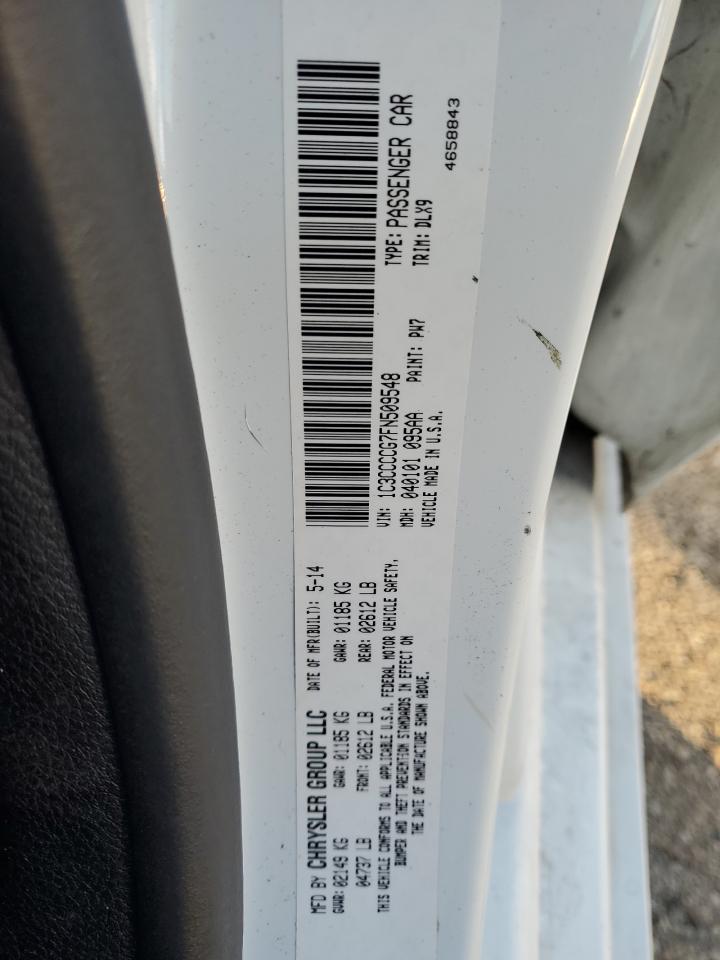 MFD BY CHRYSLER GROUP LLC DATE OF MFR(BUILT): 5-14
GVWR: 02149 KG GAWR: 01185 KG GAWR: 01185 KG
04737 LB FRONT: 02612 LB REAR: 02612 LB
THIS VEHICLE CONFORMS TO ALL APPLICABLE U.S.A. FEDERAL MOTOR VEHICLE SAFETY,
BUMPER AND THEFT PREVENTION STANDARDS IN EFFECT ON
THE DATE OF MANUFACTURE SHOWN ABOVE.
VIN: 1C3CCCCG7FN509548 TYPE: PASSENGER CAR
MDH: 040101 095AA PAINT: PW7 TRIM: DLX9
VEHICLE MADE IN U.S.A.
4658843